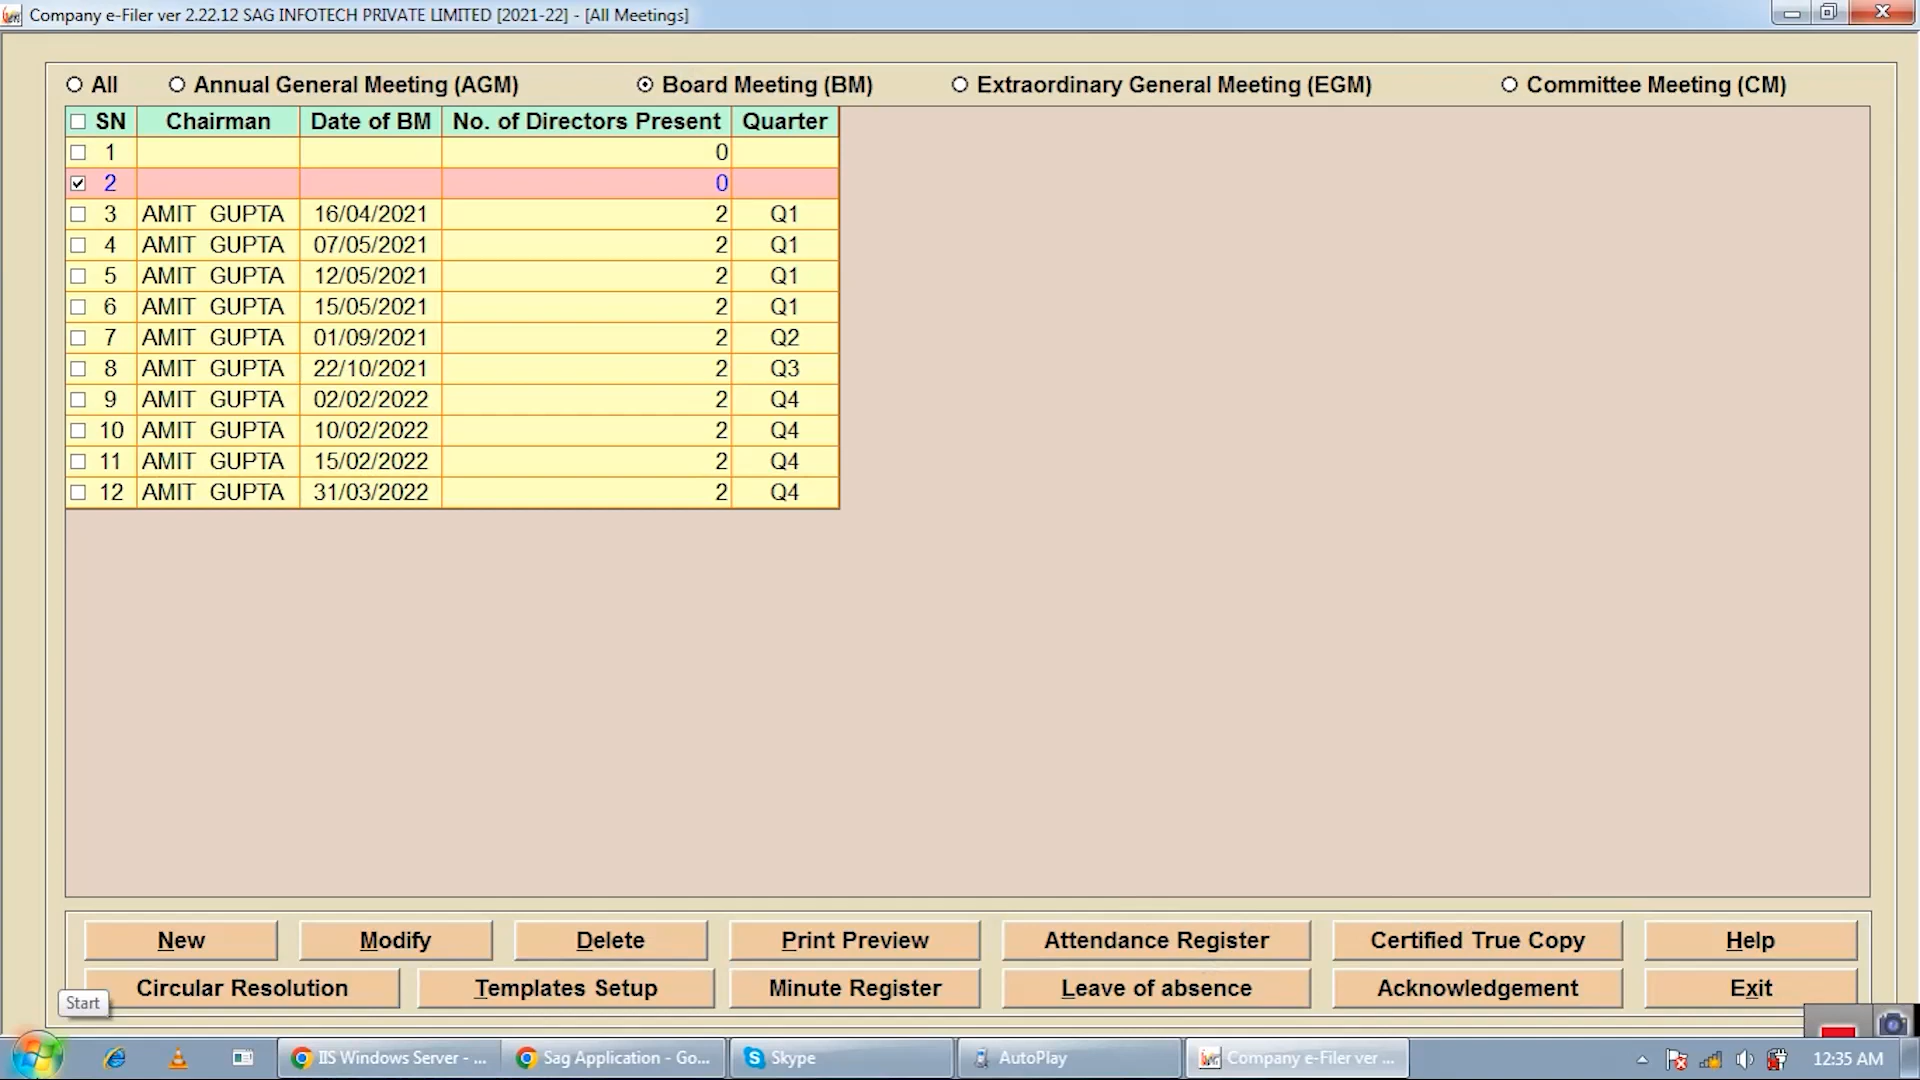 Company e-Filer ver 2.22.12 SAG INFOTECH PRIVATE LIMITED [2021-22] - [All Meetings]
All Annual General Meeting (AGM) Board Meeting (BM) Extraordinary General Meeting (EGM) Committee Meeting (CM)
SN Chairman Date of BM No. of Directors Present Quarter
1 0
2 0
3 AMIT GUPTA 16/04/2021 2 Q1
4 AMIT GUPTA 07/05/2021 2 Q1
5 AMIT GUPTA 12/05/2021 2 Q1
6 AMIT GUPTA 15/05/2021 2 Q1
7 AMIT GUPTA 01/09/2021 2 Q2
8 AMIT GUPTA 22/10/2021 2 Q3
9 AMIT GUPTA 02/02/2022 2 Q4
10 AMIT GUPTA 10/02/2022 2 Q4
11 AMIT GUPTA 15/02/2022 2 Q4
12 AMIT GUPTA 31/03/2022 2 Q4
New Modify Delete Print Preview Attendance Register Certified True Copy Help
Circular Resolution Templates Setup Minute Register Leave of absence Acknowledgement Exit
Start
IIS Windows Server - ... Sag Application - Go... Skype AutoPlay Company e-Filer ver ... 12:35 AM